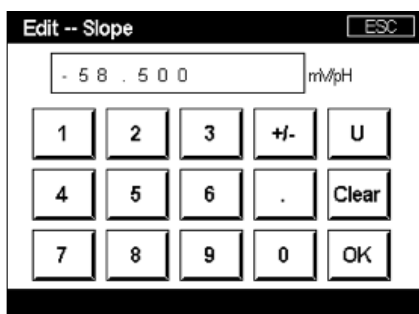 Edit -- Slope ESC
- 58.500 mV/pH
1 2 3 +/- U
4 5 6 . Clear
7 8 9 0 OK